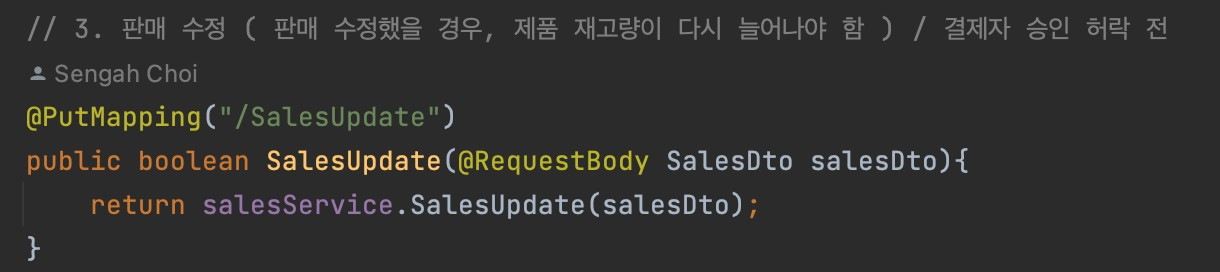 // 3. 판매 수정 ( 판매 수정했을 경우, 제품 재고량이 다시 늘어나야 함 ) / 결제자 승인 허락 전
Sengah Choi
@PutMapping("/SalesUpdate")
public boolean SalesUpdate(@RequestBody SalesDto salesDto){
    return salesService.SalesUpdate(salesDto);
}